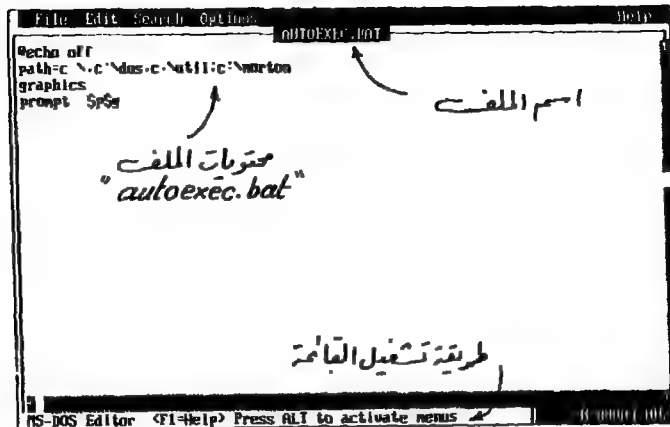 File Edit Search Options Help
AUTOEXEC.BAT
@echo off
path=c:\;c:\dos;c:\util;c:\norton
graphics
prompt $p$g
اسم الملف
محتويات الملف
"autoexec.bat"
طريقة تشغيل القائمة
MS-DOS Editor <F1=Help> Press ALT to activate menus